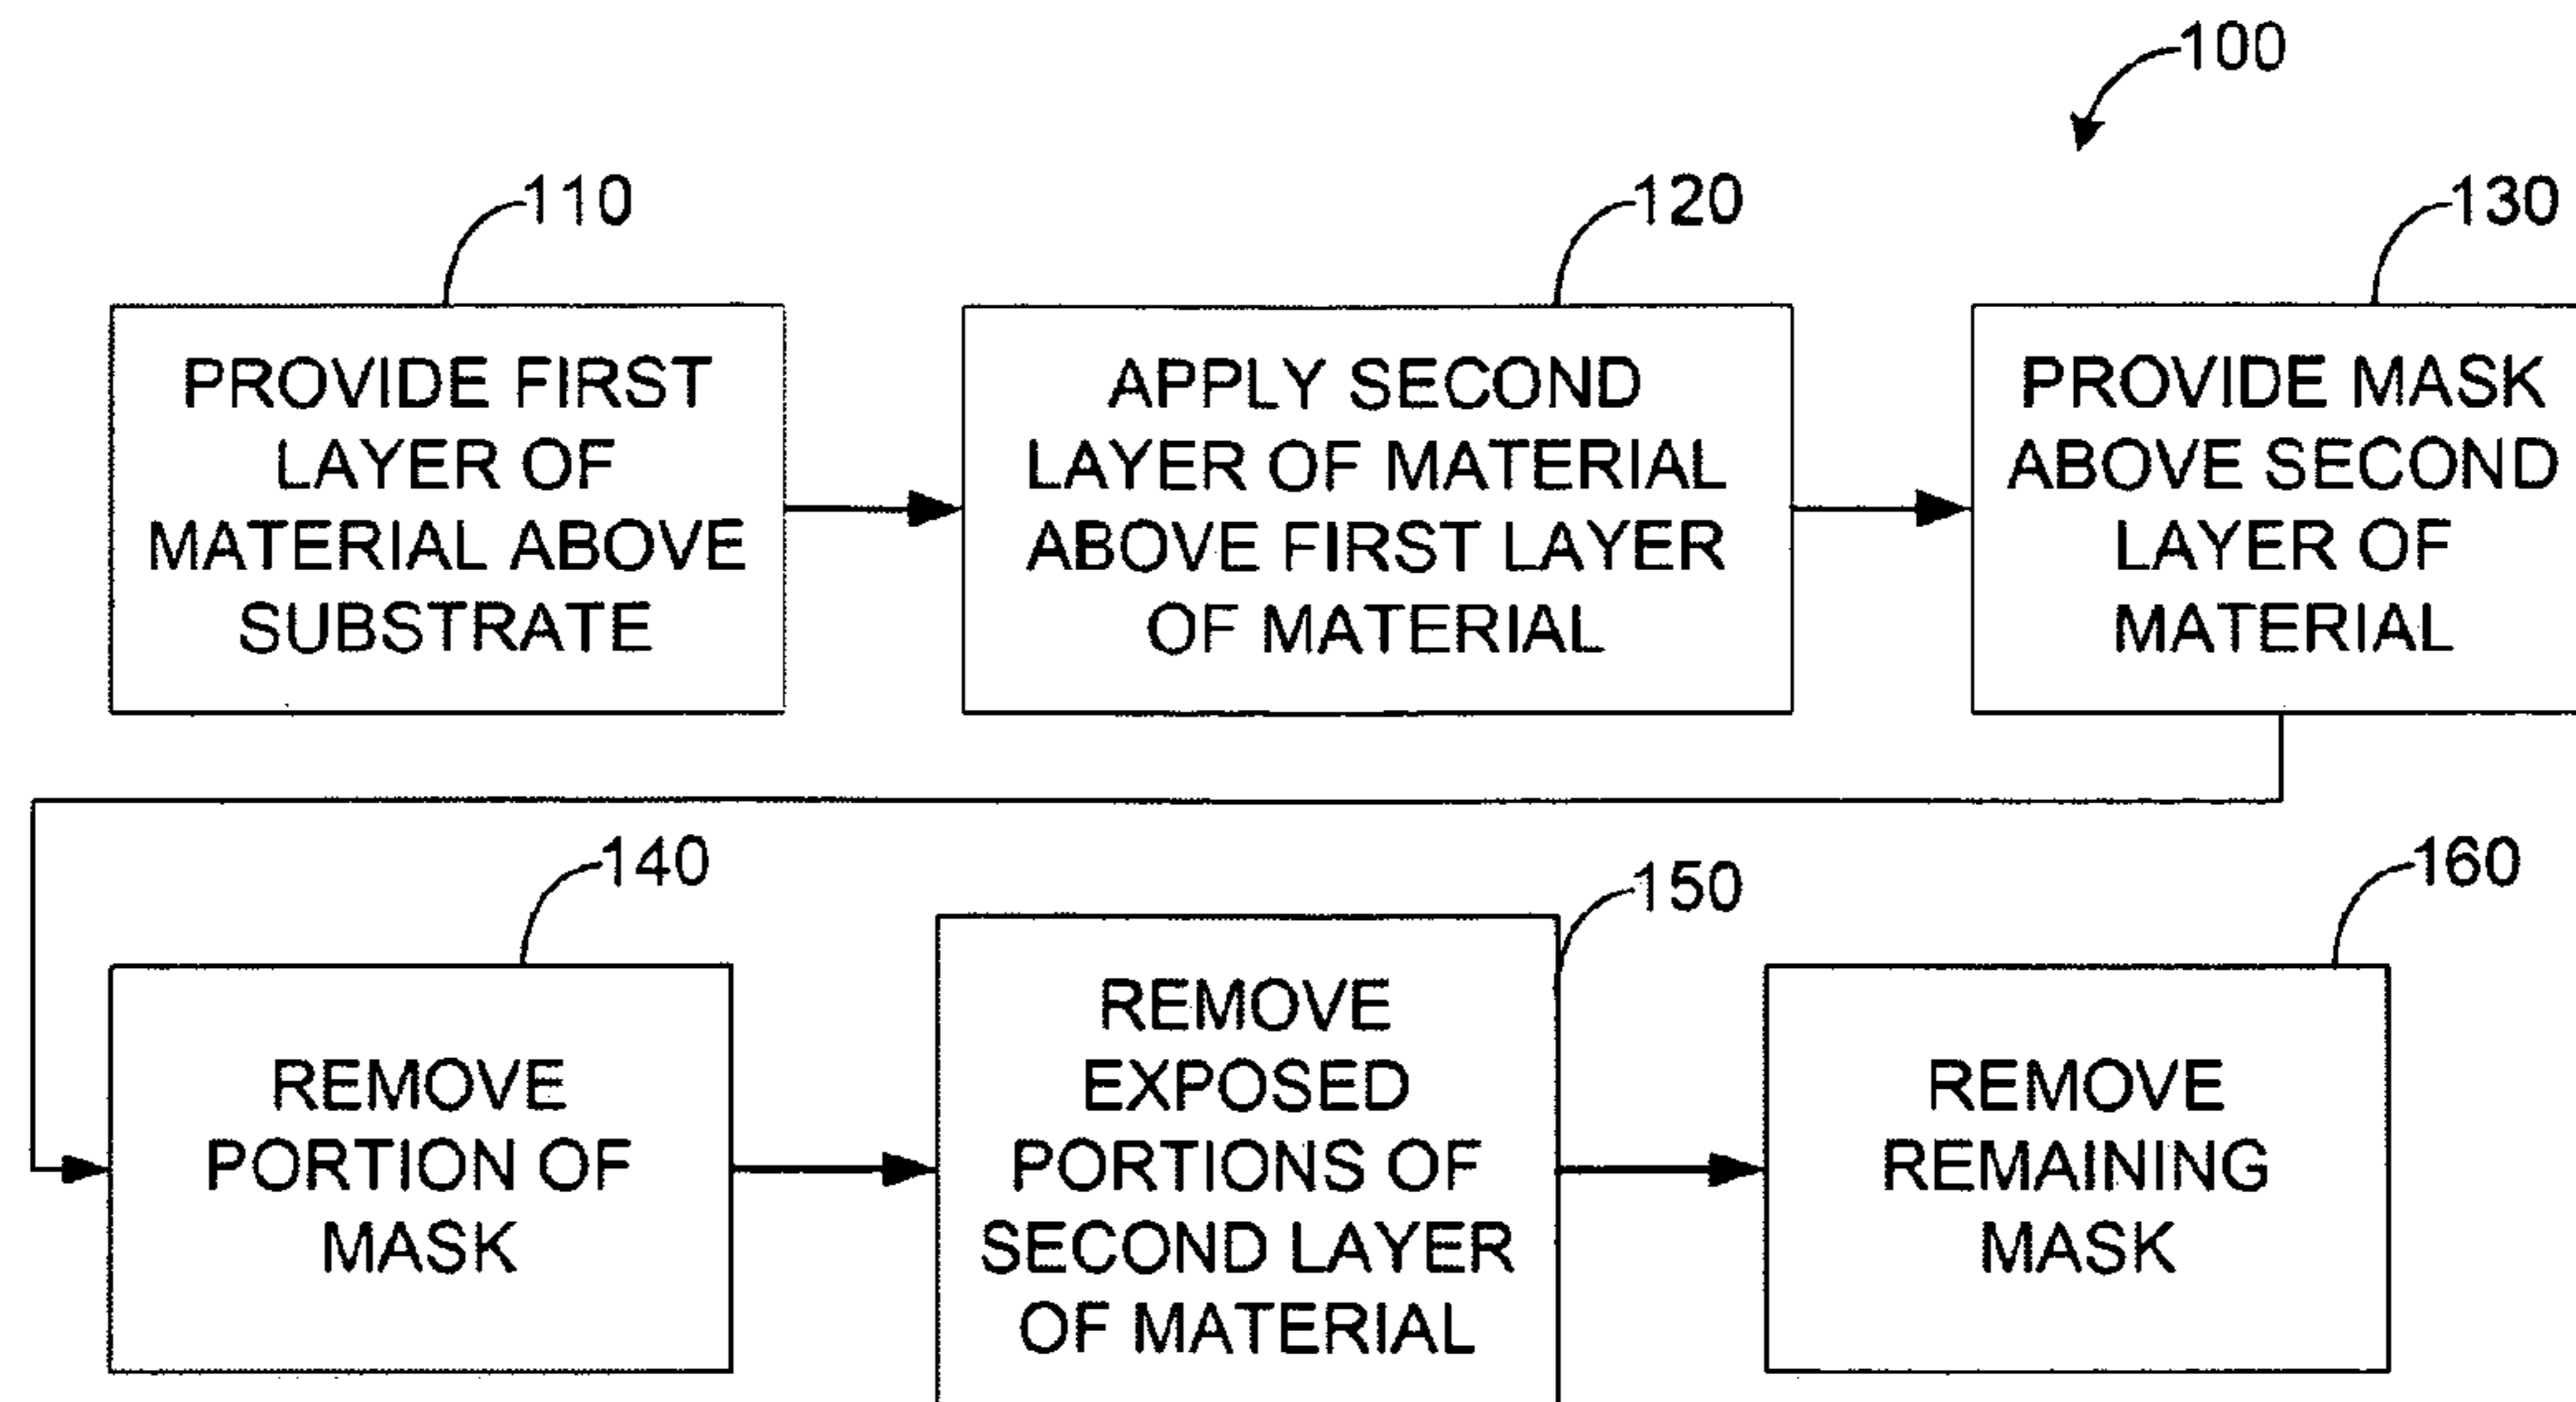 100
110
PROVIDE FIRST
LAYER OF
MATERIAL ABOVE
SUBSTRATE
120
APPLY SECOND
LAYER OF MATERIAL
ABOVE FIRST LAYER
OF MATERIAL
130
PROVIDE MASK
ABOVE SECOND
LAYER OF
MATERIAL
140
REMOVE
PORTION OF
MASK
150
REMOVE
EXPOSED
PORTIONS OF
SECOND LAYER
OF MATERIAL
160
REMOVE
REMAINING
MASK